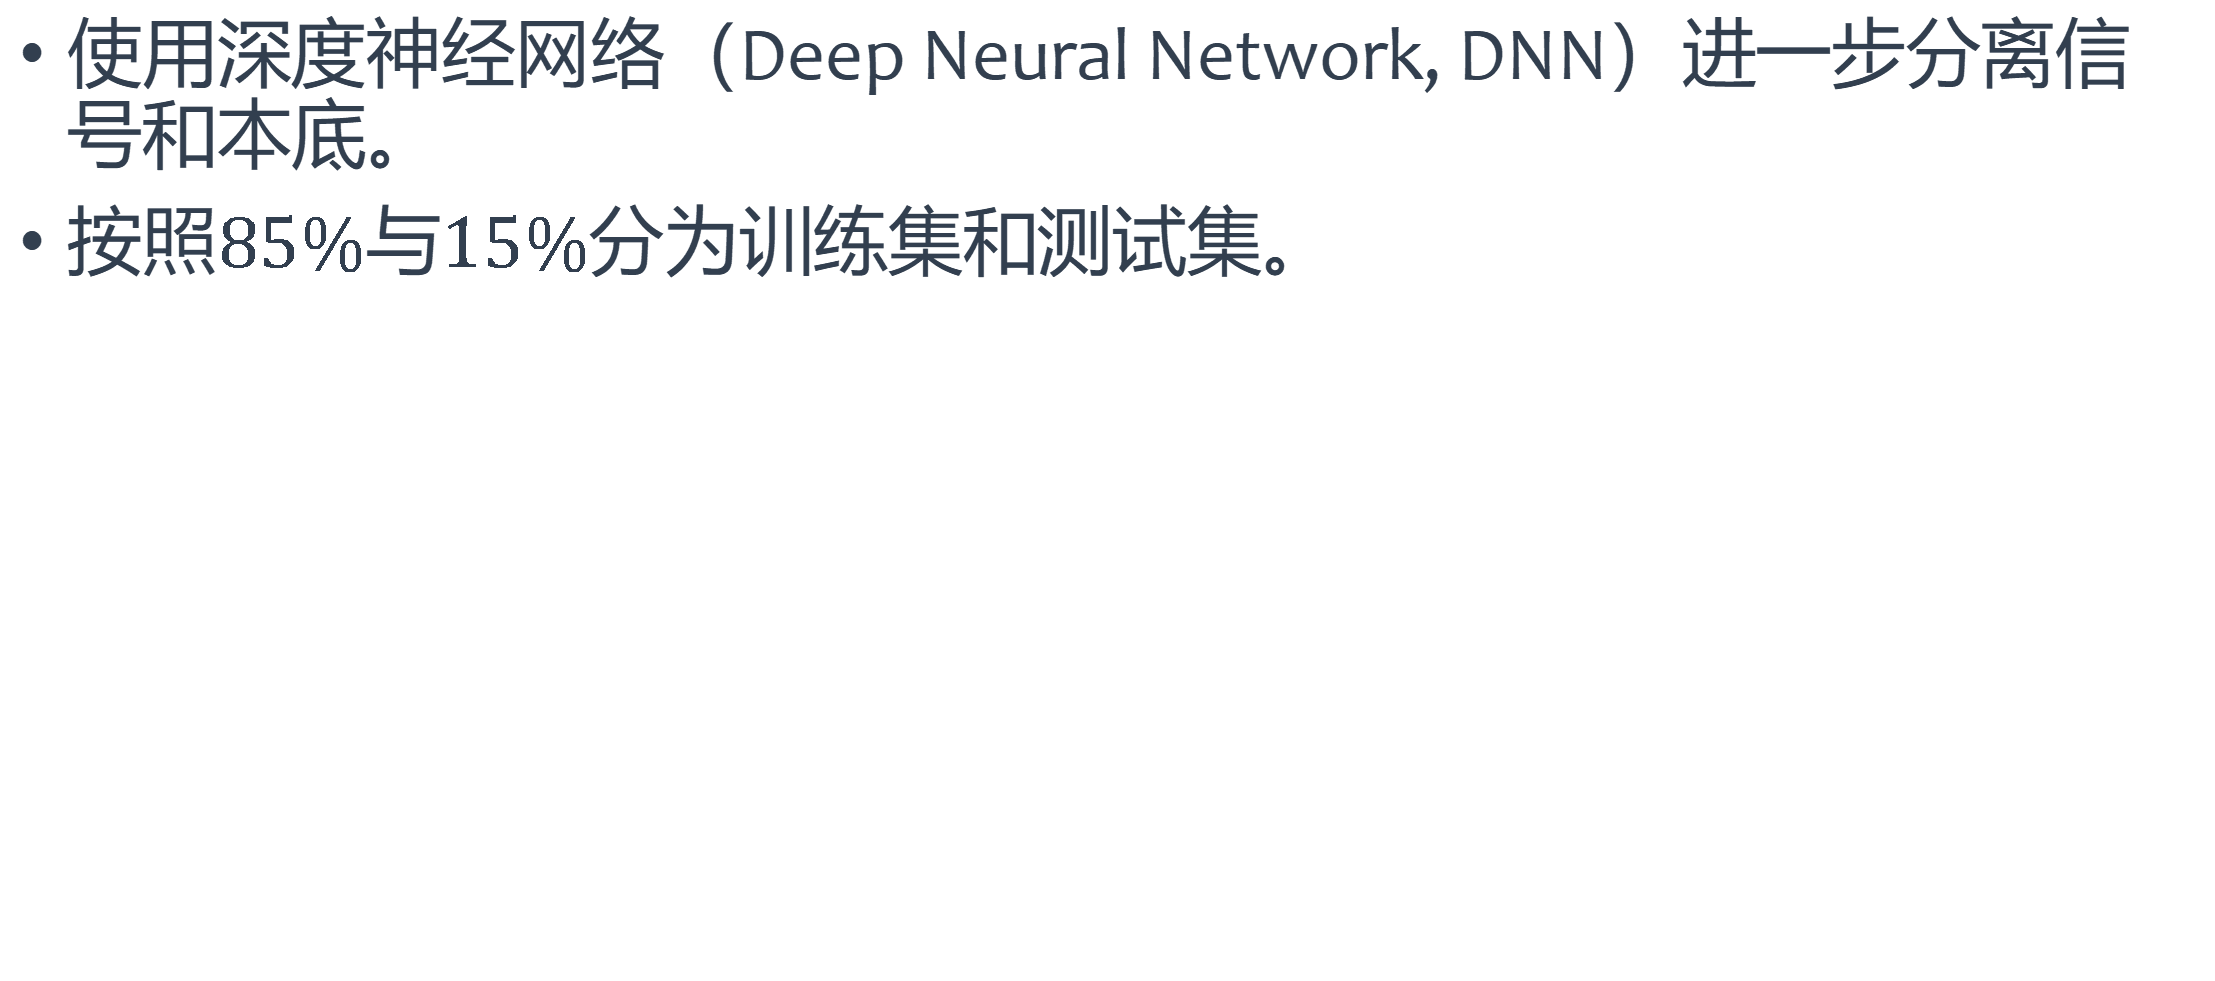 • 使用深度神经网络（Deep Neural Network, DNN）进一步分离信
号和本底。
• 按照85%与15%分为训练集和测试集。